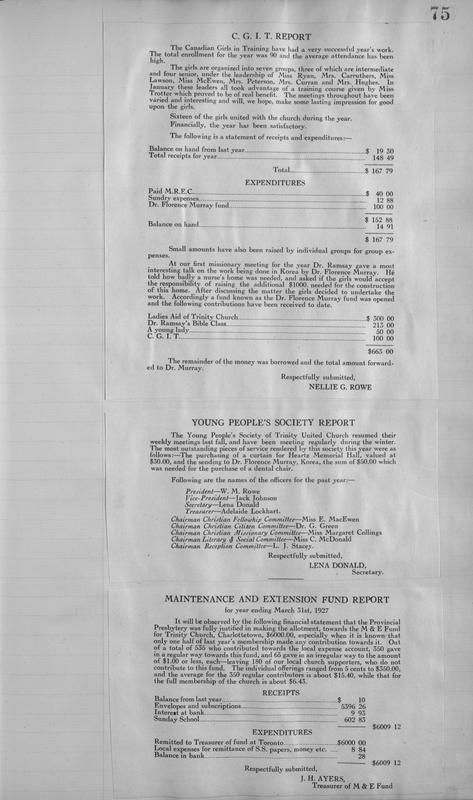 75
C. G. I. T. REPORT
The Canadian Girls in Training have had a very successful year's work.
The total enrollment for the year was 90 and the average attendance has been
high.
The girls are organized into seven groups, three of which are intermediate
and four senior, under the leadership of Miss Ryan, Mrs. Carruthers, Miss
Lawson, Miss McEwen, Mrs. Peterson, Mrs. Curran and Mrs. Hughes. In
January these leaders all took advantage of a training course given by Miss
Trotter which proved to be of real benefit. The meetings throughout have been
varied and interesting and will, we hope, make some lasting impression for good
upon the girls.
Sixteen of the girls united with the church during the year.
Financially, the year has been satisfactory.
The following is a statement of receipts and expenditures:—
Balance on hand from last year $ 19 30
Total receipts for year 148 49
Total $ 167 79
EXPENDITURES
Paid M.R.F.C. $ 40 00
Sundry expenses 12 88
Dr. Florence Murray fund 100 00
$ 152 88
Balance on hand 14 91
$ 167 79
Small amounts have also been raised by individual groups for group ex-
penses.
At our first missionary meeting for the year Dr. Ramsay gave a most
interesting talk on the work being done in Korea by Dr. Florence Murray. He
told how badly a nurse's home was needed, and asked if the girls would accept
the responsibility of raising the additional $1000. needed for the construction
of this home. After discussing the matter the girls decided to undertake the
work. Accordingly a fund known as the Dr. Florence Murray fund was opened
and the following contributions have been received to date.
Ladies Aid of Trinity Church $ 300 00
Dr. Ramsay's Bible Class 215 00
A young lady 50 00
C. G. I. T. 100 00
$665 00
The remainder of the money was borrowed and the total amount forward-
ed to Dr. Murray.
Respectfully submitted,
NELLIE G. ROWE
YOUNG PEOPLE'S SOCIETY REPORT
The Young People's Society of Trinity United Church resumed their
weekly meetings last fall, and have been meeting regularly during the winter.
The most outstanding pieces of service rendered by this society this year were as
follows:—The purchasing of a curtain for Heartz Memorial Hall, valued at
$50.00, and the sending to Dr. Florence Murray, Korea, the sum of $50.00 which
was needed for the purchase of a dental chair.
Following are the names of the officers for the past year:—
President—W. M. Rowe
Vice-President—Jack Johnson
Secretary—Lena Donald
Treasurer—Adelaide Lockhart.
Chairman Christian Fellowship Committee—Miss E. MacEwen
Chairman Christian Citizen Committee—Dr. G. Green
Chairman Christian Missionary Committee—Miss Margaret Collings
Chairman Literary & Social Committee—Miss C. McDonald
Chairman Reception Committee—L. J. Stacey.
Respectfully submitted,
LENA DONALD,
Secretary.
MAINTENANCE AND EXTENSION FUND REPORT
for year ending March 31st, 1927
It will be observed by the following financial statement that the Provincial
Presbytery was fully justified in making the allotment, towards the M & E Fund
for Trinity Church, Charlottetown, $6000.00, especially when it is known that
only one half of last year's membership made any contribution towards it. Out
of a total of 535 who contributed towards the local expense account, 350 gave
in a regular way towards this fund, and 65 gave in an irregular way to the amount
of $1.00 or less, each—leaving 180 of our local church supporters, who do not
contribute to this fund. The individual offerings ranged from 5 cents to $350.00,
and the average for the 350 regular contributors is about $15.40, while that for
the full membership of the church is about $6.43.
RECEIPTS
Balance from last year $ 10
Envelopes and subscriptions 5396 26
Interest at bank 9 93
Sunday School 602 83
$6009 12
EXPENDITURES
Remitted to Treasurer of fund at Toronto $6000 00
Local expenses for remittance of S.S. papers, money etc. 8 84
Balance in bank 28
$6009 12
Respectfully submitted,
J. H. AYERS,
Treasurer of M & E Fund